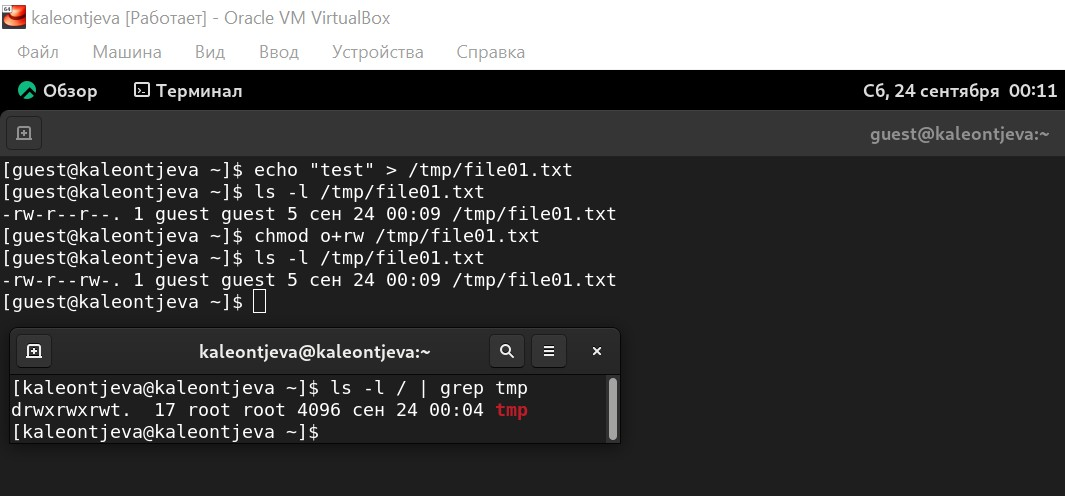 64
kaleontjeva [Работает] - Oracle VM VirtualBox
Файл Машина Вид Ввод Устройства Справка
Обзор Терминал Сб, 24 сентября 00:11
guest@kaleontjeva:~
[guest@kaleontjeva ~]$ echo "test" > /tmp/file01.txt
[guest@kaleontjeva ~]$ ls -l /tmp/file01.txt
-rw-r--r--. 1 guest guest 5 сен 24 00:09 /tmp/file01.txt
[guest@kaleontjeva ~]$ chmod o+rw /tmp/file01.txt
[guest@kaleontjeva ~]$ ls -l /tmp/file01.txt
-rw-r--rw-. 1 guest guest 5 сен 24 00:09 /tmp/file01.txt
[guest@kaleontjeva ~]$
kaleontjeva@kaleontjeva:~
[kaleontjeva@kaleontjeva ~]$ ls -l / | grep tmp
drwxrwxrwt.  17 root root 4096 сен 24 00:04 tmp
[kaleontjeva@kaleontjeva ~]$